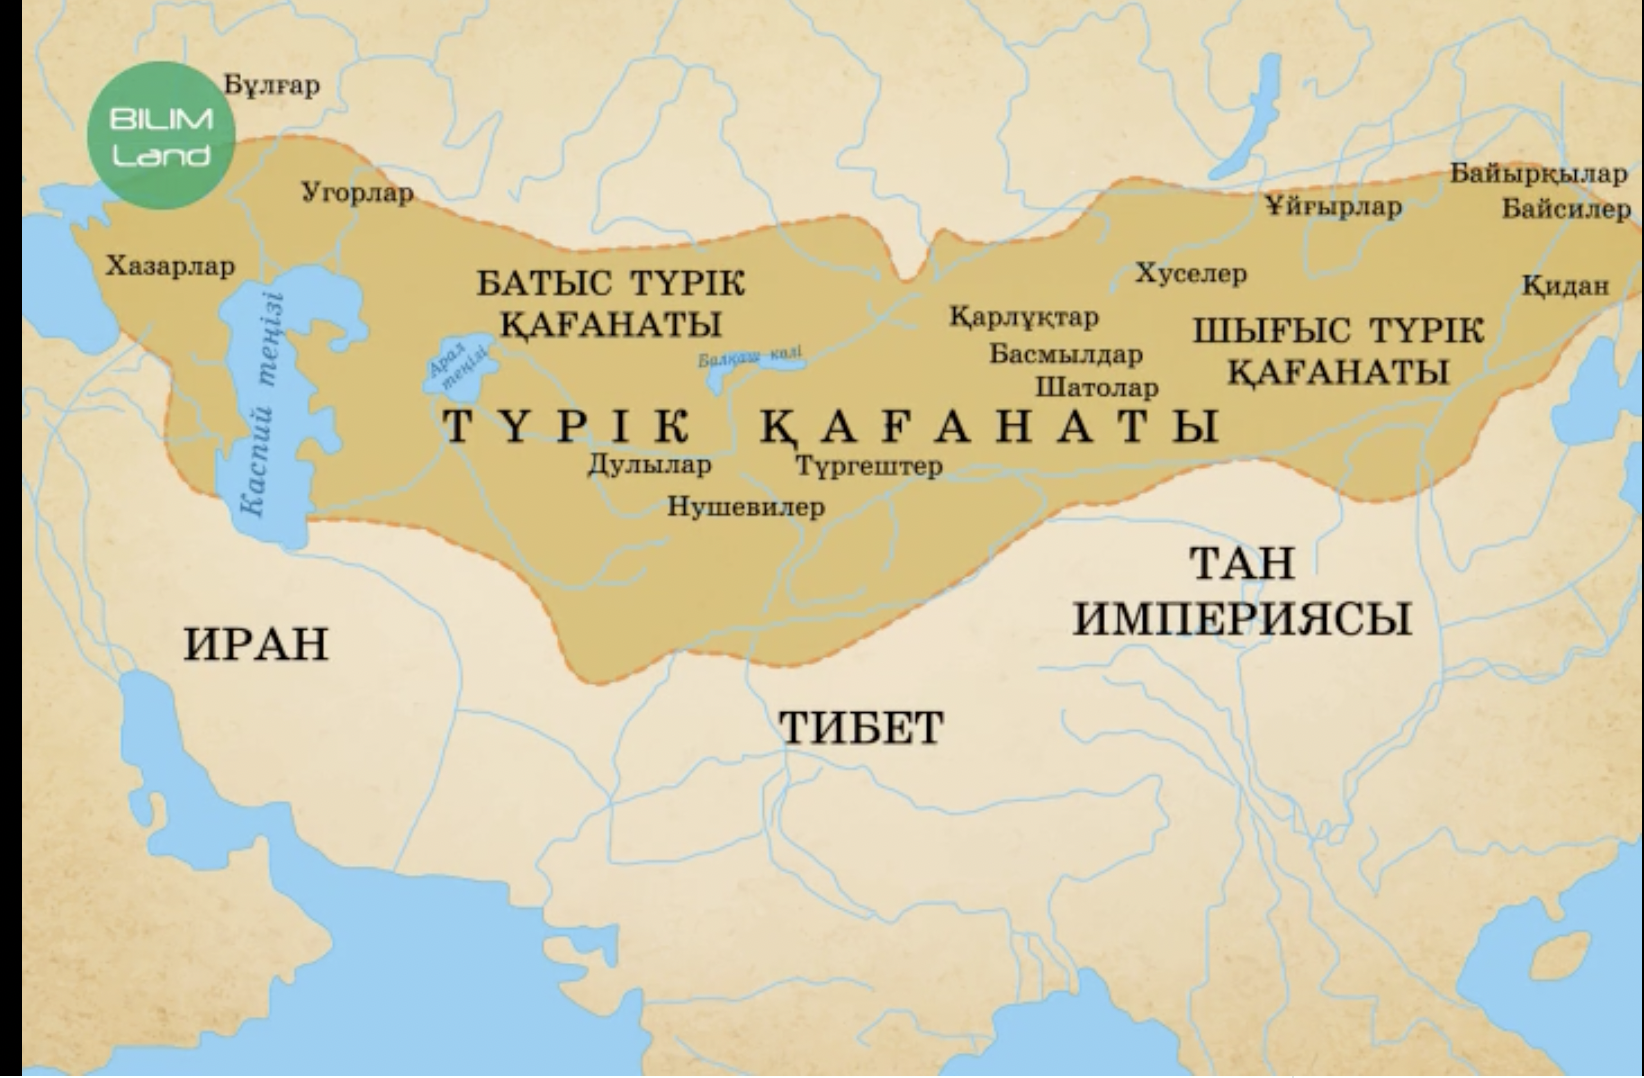 Бұлғар
BILIM
Land
Угорлар
Хазарлар
Каспий теңізі
БАТЫС ТҮРІК
ҚАҒАНАТЫ
Арал
теңізі
Балқаш көлі
Байырқылар
Байсилер
Ұйғырлар
Хуселер
Қидан
Қарлұқтар
Басмылдар
Шатолар
ШЫҒЫС ТҮРІК
ҚАҒАНАТЫ
ТҮРІК ҚАҒАНАТЫ
Дулылар
Түргештер
Нушевилер
ИРАН
ТАН
ИМПЕРИЯСЫ
ТИБЕТ